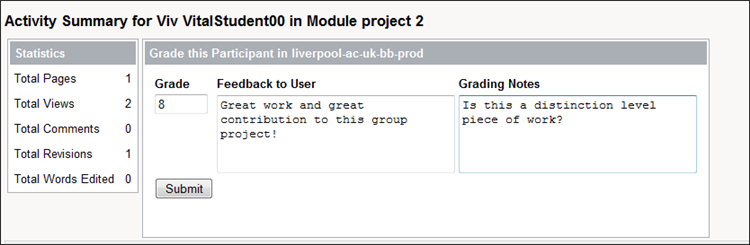 Activity Summary for Viv VitalStudent00 in Module project 2
Statistics
Total Pages 1
Total Views 2
Total Comments 0
Total Revisions 1
Total Words Edited 0
Grade this Participant in liverpool-ac-uk-bb-prod
Grade
8
Feedback to User
Great work and great
contribution to this group
project!
Grading Notes
Is this a distinction level
piece of work?
Submit